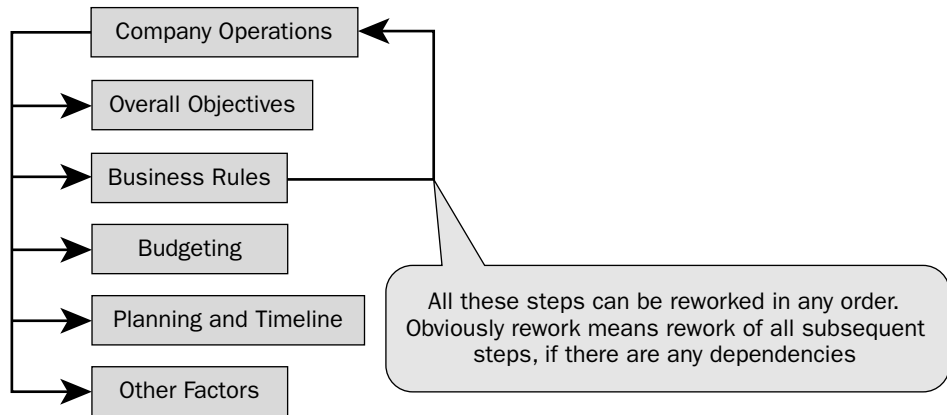 Company Operations
Overall Objectives
Business Rules
Budgeting
Planning and Timeline
Other Factors
All these steps can be reworked in any order.
Obviously rework means rework of all subsequent
steps, if there are any dependencies